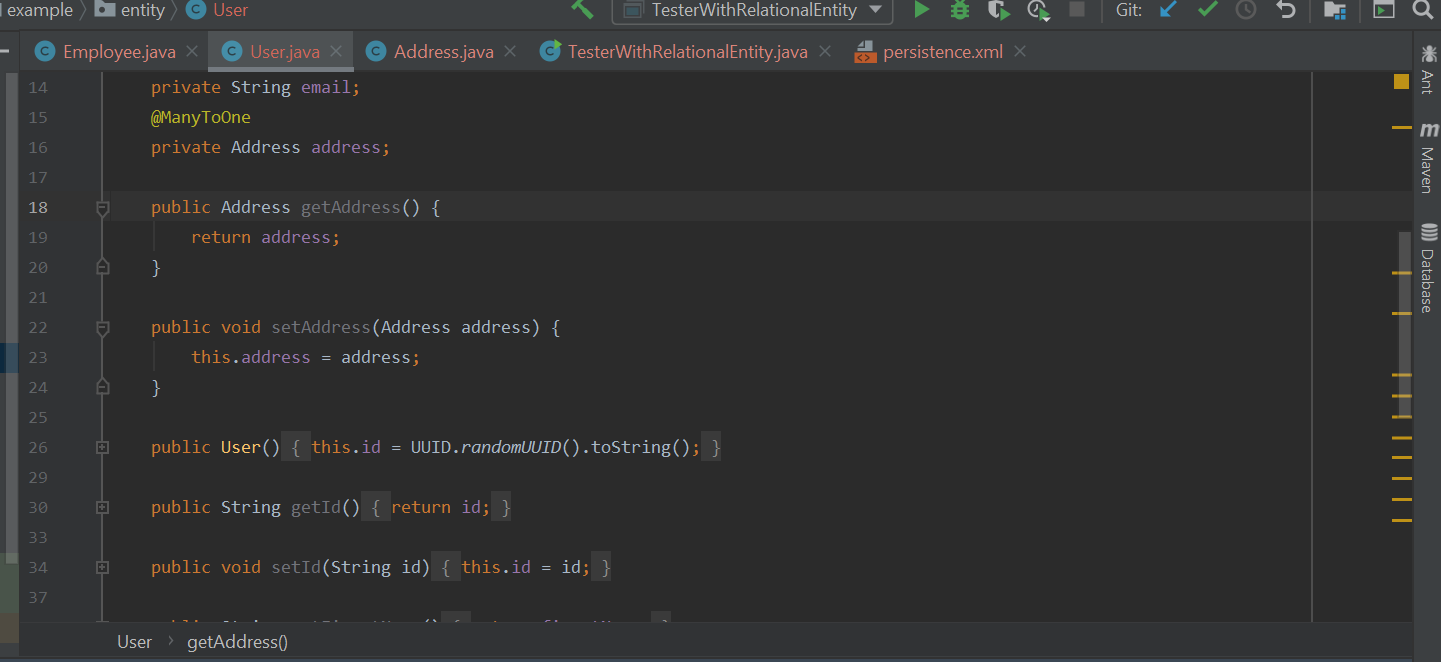 example entity User TesterWithRelationalEntity Git:
Employee.java User.java Address.java TesterWithRelationalEntity.java persistence.xml
14 private String email;
15 @ManyToOne
16 private Address address;
17
18 public Address getAddress() {
19 return address;
20 }
21
22 public void setAddress(Address address) {
23 this.address = address;
24 }
25
26 public User() { this.id = UUID.randomUUID().toString(); }
29
30 public String getId() { return id; }
33
34 public void setId(String id) { this.id = id; }
37
User getAddress()
Ant
Maven
Database